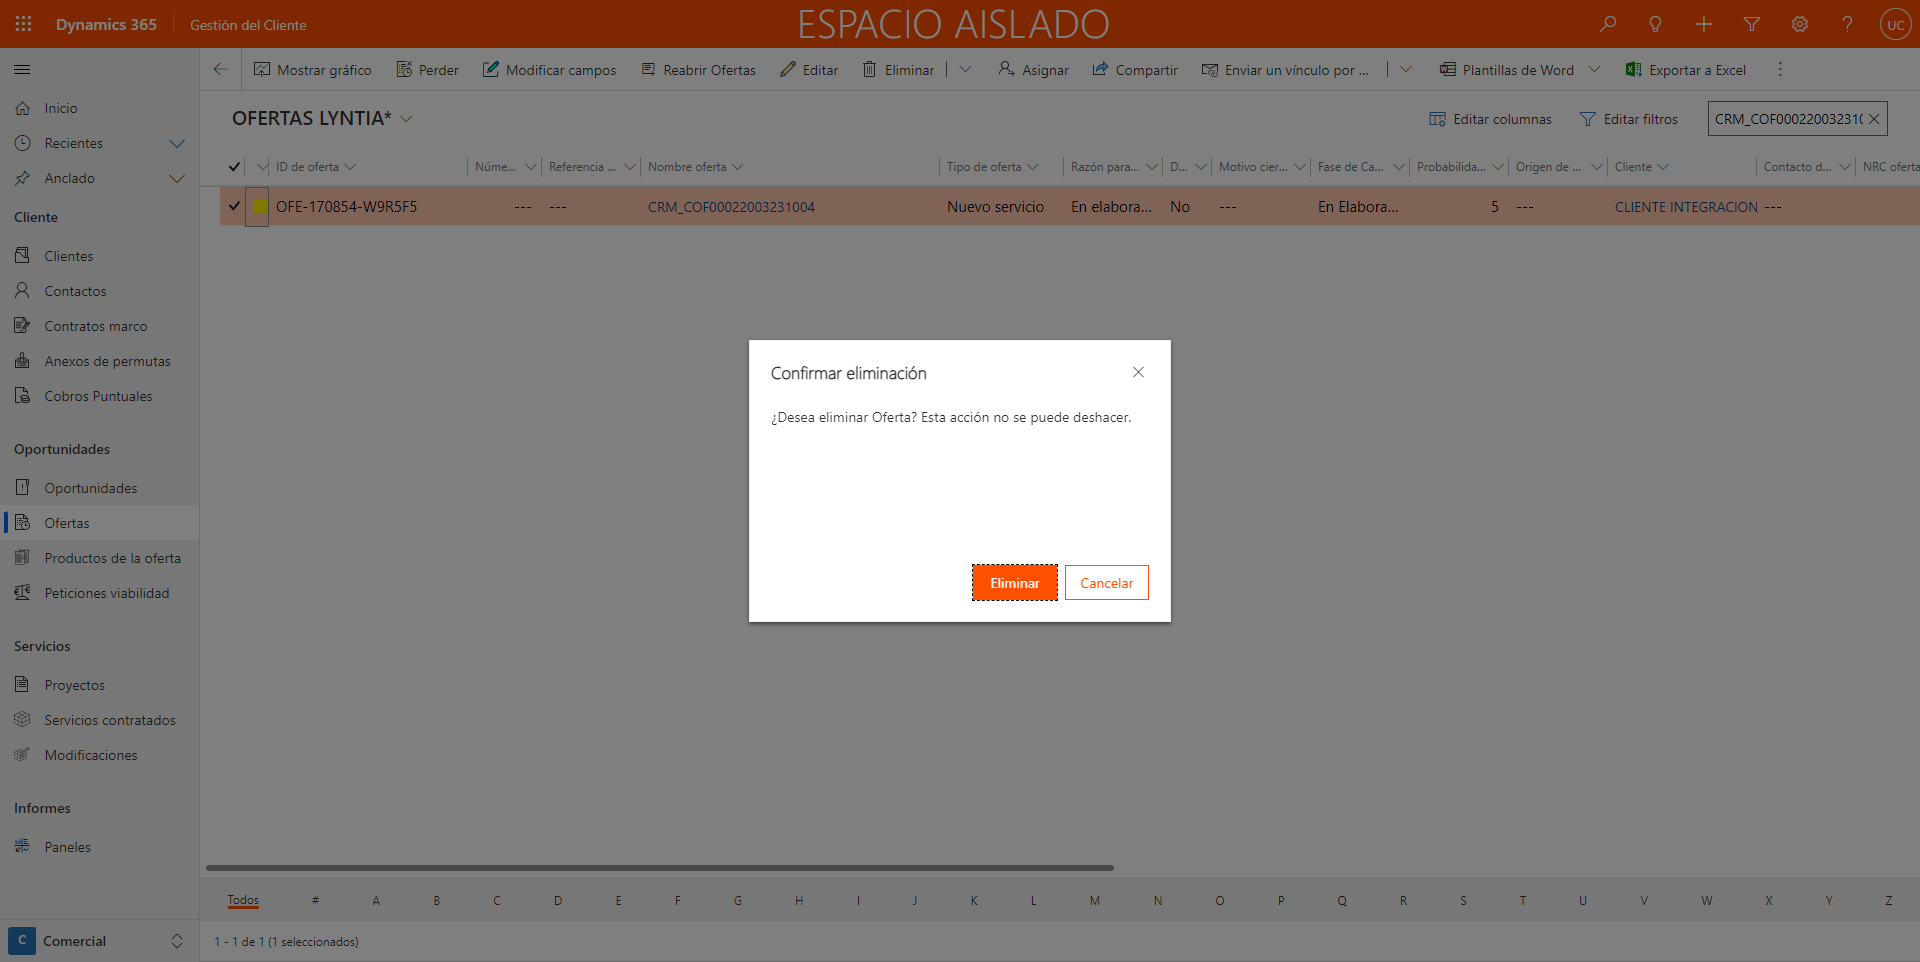 Dynamics 365 Gestión del Cliente ESPACIO AISLADO UC
Mostrar gráfico Perder Modificar campos Reabrir Ofertas Editar Eliminar Asignar Compartir Enviar un vínculo por ... Plantillas de Word Exportar a Excel
Inicio
Recientes
Anclado
Cliente
Clientes
Contactos
Contratos marco
Anexos de permutas
Cobros Puntuales
Oportunidades
Oportunidades
Ofertas
Productos de la oferta
Peticiones viabilidad
Servicios
Proyectos
Servicios contratados
Modificaciones
Informes
Paneles
C Comercial
OFERTAS LYNTIA* Editar columnas Editar filtros CRM_COF00022003231(
ID de oferta Núme... Referencia ... Nombre oferta Tipo de oferta Razón para... D... Motivo cier... Fase de Ca... Probabilida... Origen de ... Cliente Contacto d... NRC oferta
OFE-170854-W9R5F5 --- --- CRM_COF00022003231004 Nuevo servicio En elabora... No --- En Elabora... 5 --- CLIENTE INTEGRACION ---
Confirmar eliminación
¿Desea eliminar Oferta? Esta acción no se puede deshacer.
Eliminar Cancelar
Todos # A B C D E F G H I J K L M N O P Q R S T U V W X Y Z
1 - 1 de 1 (1 seleccionados)